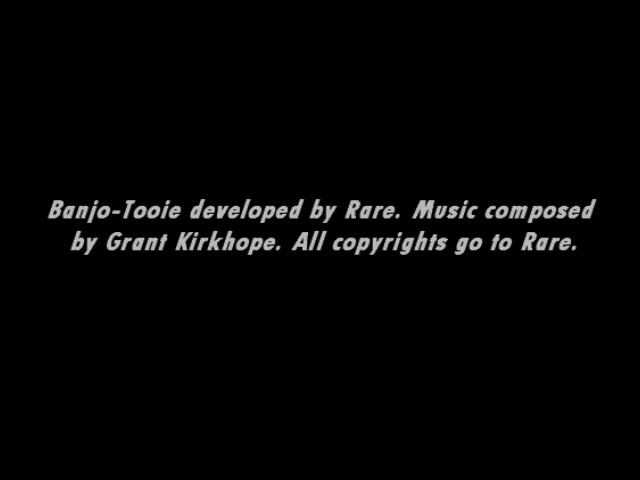 Banjo-Tooie developed by Rare. Music composed
by Grant Kirkhope. All copyrights go to Rare.